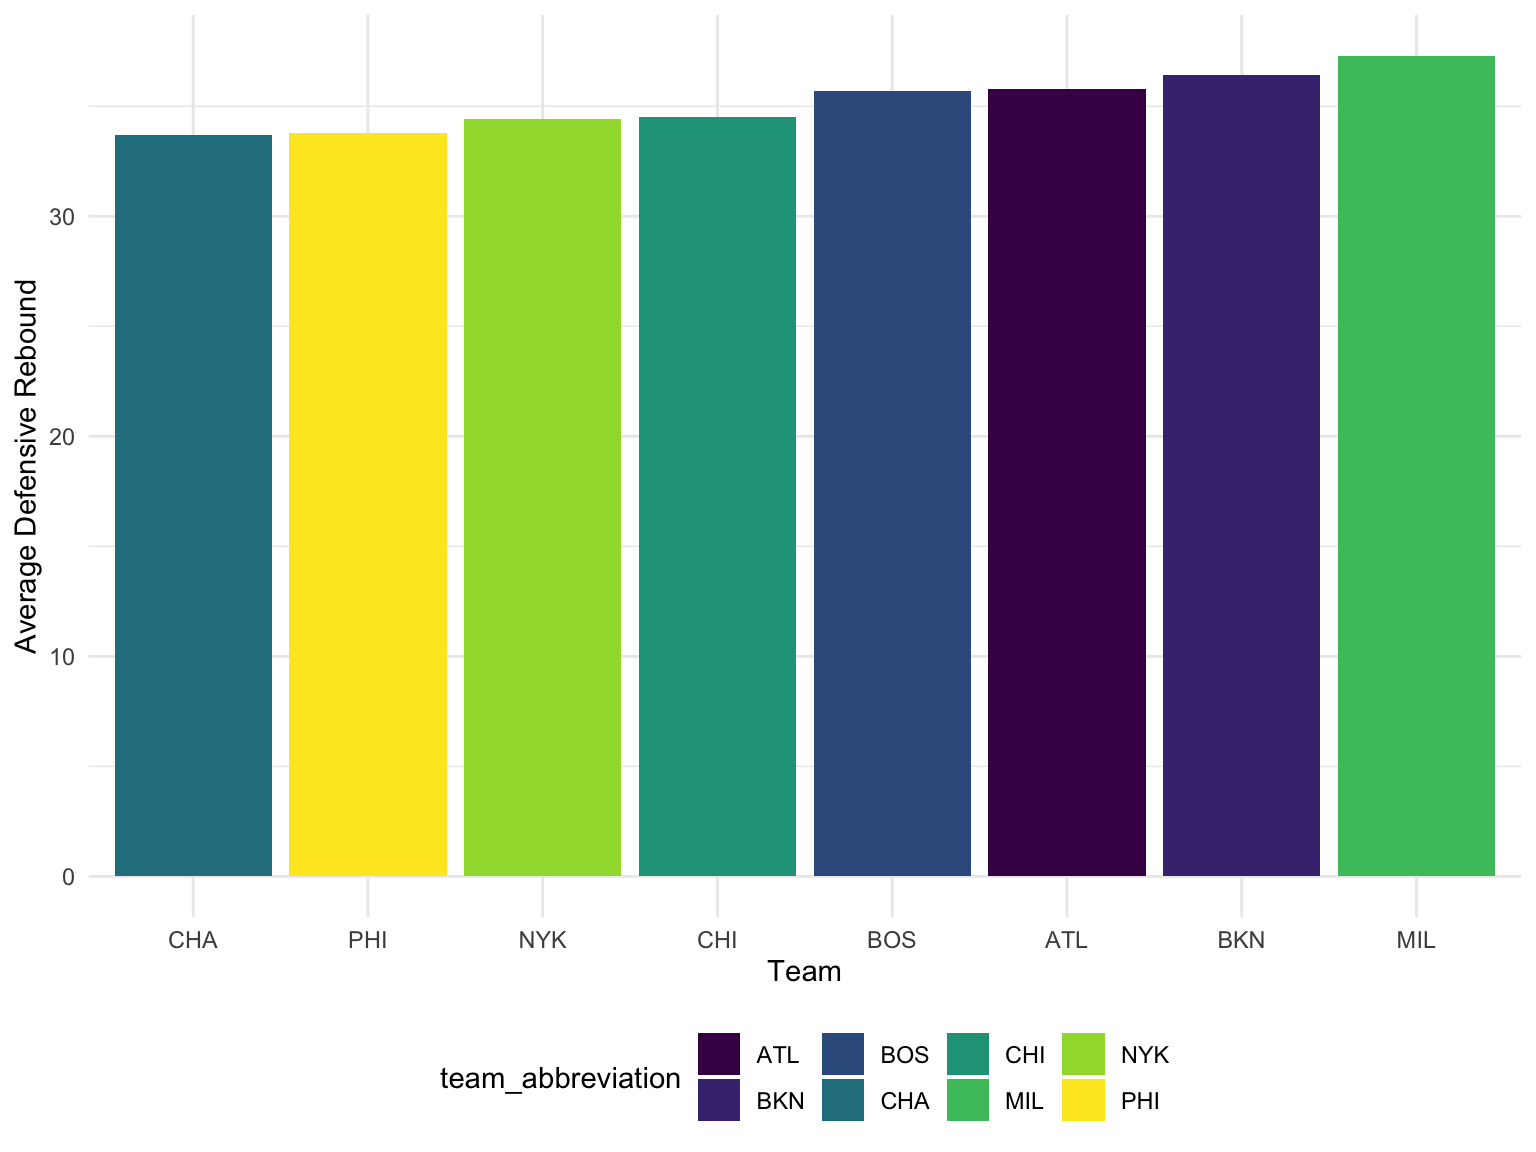 Average Defensive Rebound
30
20
10
0
CHA PHI NYK CHI BOS ATL BKN MIL
Team
team_abbreviation
ATL BOS CHI NYK
BKN CHA MIL PHI